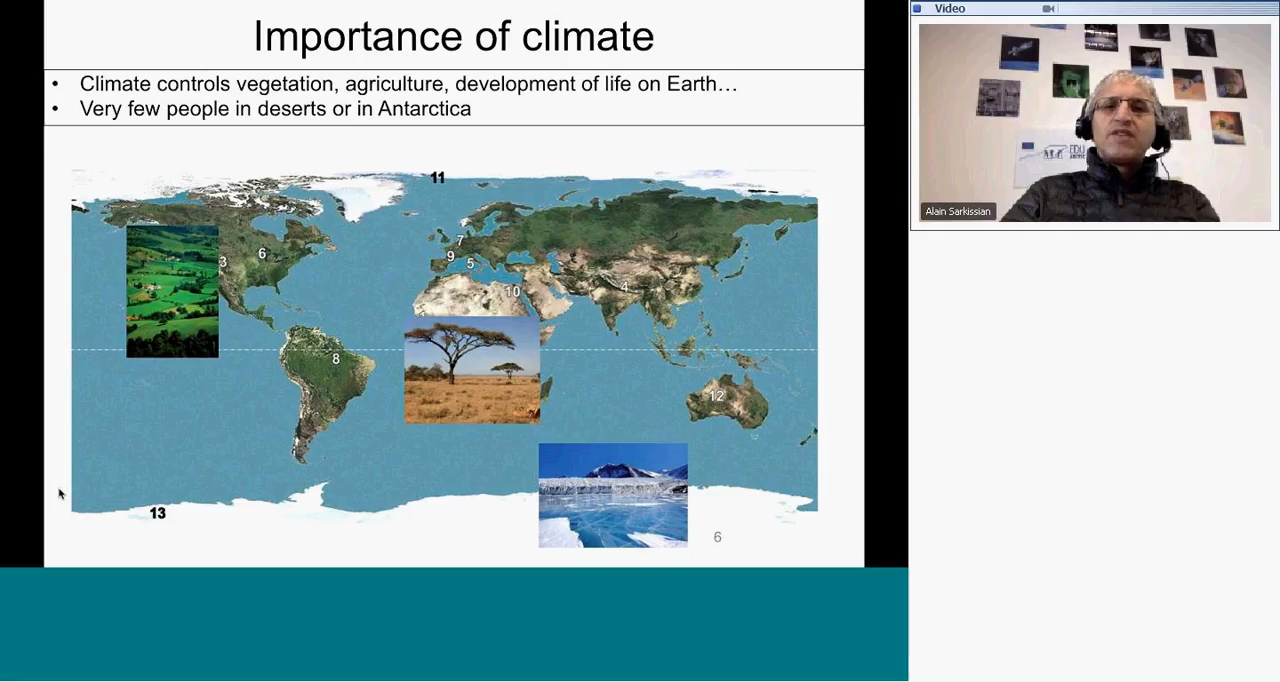 Importance of climate
• Climate controls vegetation, agriculture, development of life on Earth…
• Very few people in deserts or in Antarctica
11
7
6
9
3
5
4
10
8
12
13
6
Video
EDU
Alain Sarkissian